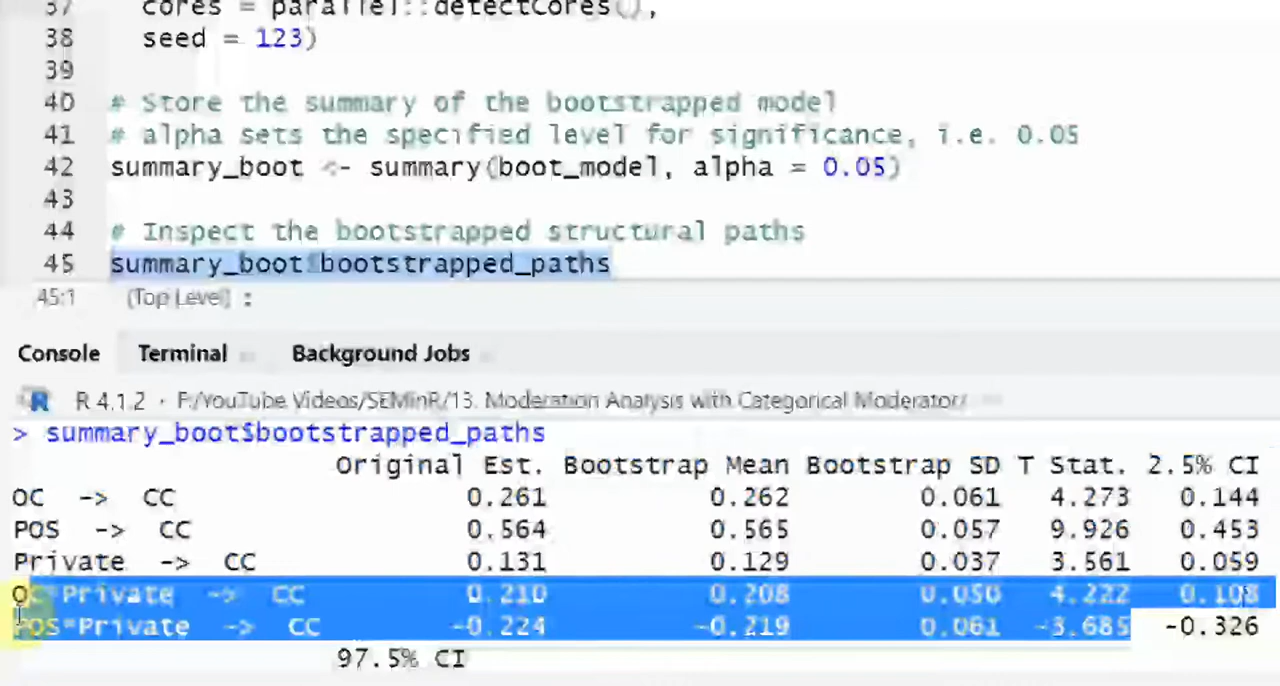 37 cores = parallel::detectCores(),
38 seed = 123)
39
40 # Store the summary of the bootstrapped model
41 # alpha sets the specified level for significance, i.e. 0.05
42 summary_boot <- summary(boot_model, alpha = 0.05)
43
44 # Inspect the bootstrapped structural paths
45 summary_boot$bootstrapped_paths
45:1 (Top Level) :
Console Terminal Background Jobs
R R 4.1.2 · F:/YouTube Videos/SEMinR/13. Moderation Analysis with Categorical Moderator/
> summary_boot$bootstrapped_paths
Original Est. Bootstrap Mean Bootstrap SD T Stat. 2.5% CI
OC -> CC 0.261 0.262 0.061 4.273 0.144
POS -> CC 0.564 0.565 0.057 9.926 0.453
Private -> CC 0.131 0.129 0.037 3.561 0.059
OC*Private -> CC 0.210 0.208 0.050 4.222 0.108
POS*Private -> CC -0.224 -0.219 0.061 -3.685 -0.326
97.5% CI